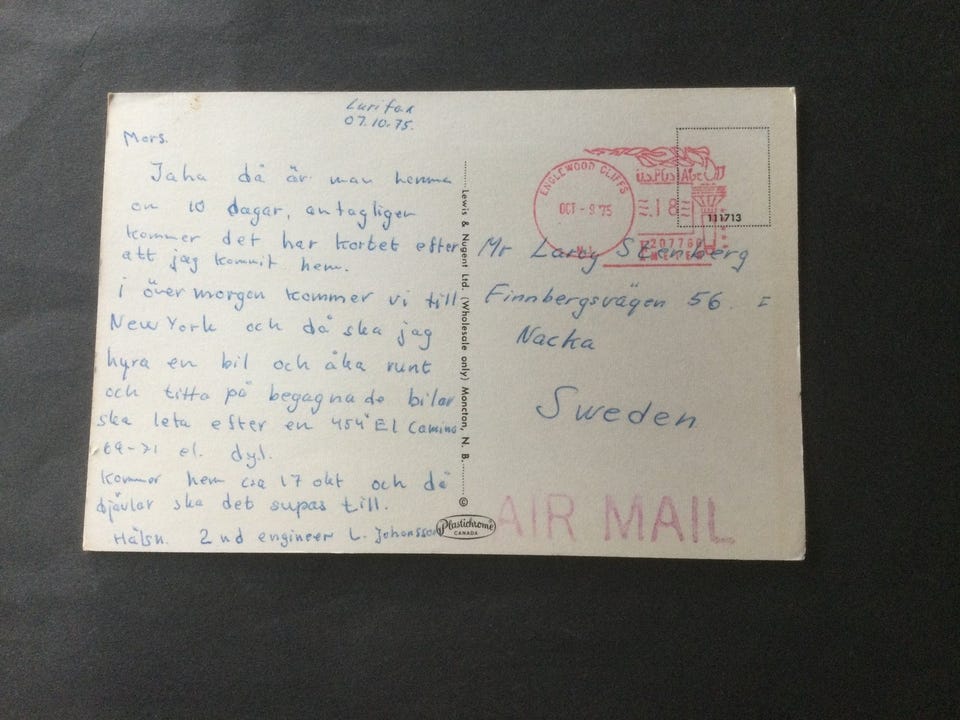 Lurifax
07.10.75.
Mors.
Jaha då är man hemma
om 10 dagar, antagligen
kommer det här kortet efter
att jag kommit hem.
i övermorgon kommer vi till
New York och då ska jag
hyra en bil och åka runt
och titta på begagnade bilar
ska leta efter en 454" El Camino
69-71 el. dyl.
kommer hem cra 17 okt och då
djävlar ska det supas till.
Hälsn. 2nd engineer L. Johansson
Lewis & Nugent Ltd. (Wholesale only) Moncton, N. B. ©
Plastichrome
CANADA
ENGLEWOOD CLIFFS
OCT-9'75
N.J.
U.S. POSTAGE
.18
207760
METER
111713
Mr Larry Stenberg
Finnbergsvägen 56 =
Nacka
Sweden
AIR MAIL